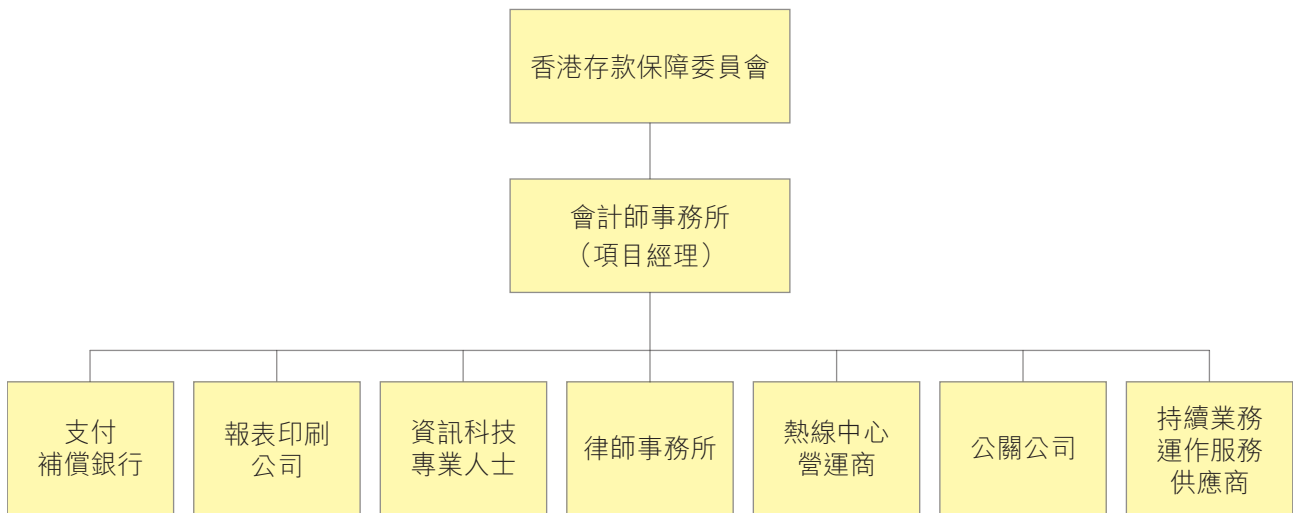 香港存款保障委員會
會計師事務所
（項目經理）
支付
補償銀行
報表印刷
公司
資訊科技
專業人士
律師事務所
熱線中心
營運商
公關公司
持續業務
運作服務
供應商